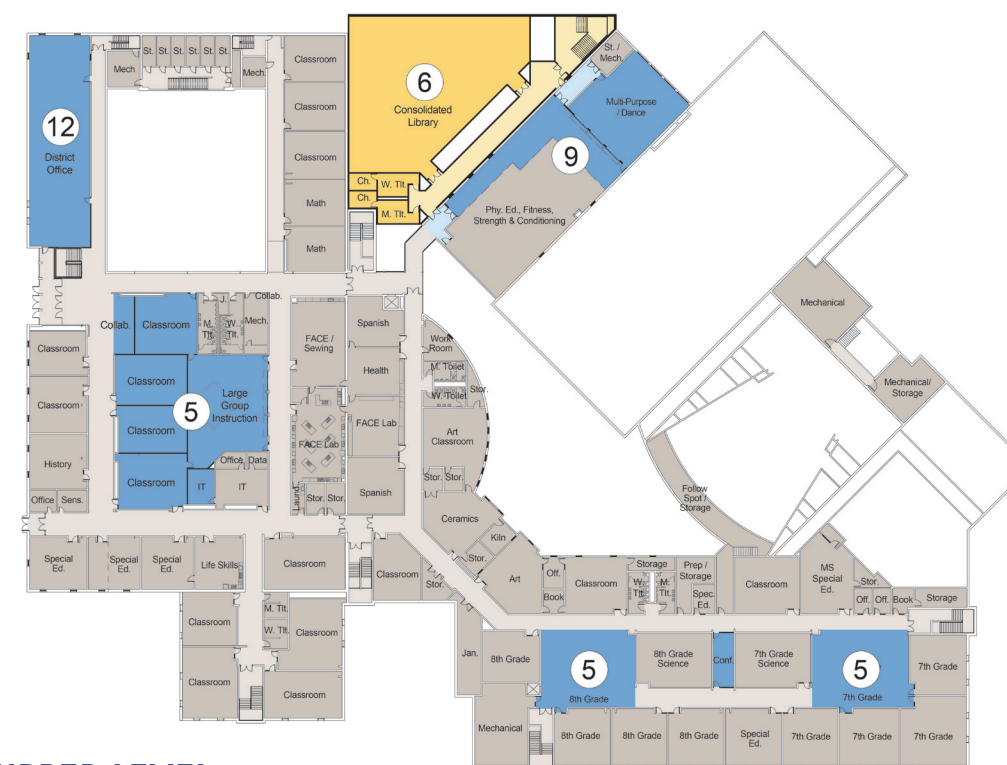 St.
St.
St.
St.
St.
St.
Mech
Mech.
Classroom
Classroom
Classroom
Math
Math
12
District
Office
6
Consolidated
Library
Ch.
Ch.
W. Tlt.
M. Tlt.
St. /
Mech.
Multi-Purpose
/ Dance
9
Phy. Ed., Fitness,
Strength & Conditioning
Mechanical
Mechanical/
Storage
Collab.
Classroom
M.
Tlt.
J.
W.
Tlt.
Collab.
Mech.
Classroom
Classroom
Classroom
5
Large
Group
Instruction
IT
Office
Data
IT
Classroom
Classroom
History
Office
Sens.
FACE /
Sewing
FACE Lab
Laund.
Stor.
Stor.
Spanish
Health
FACE Lab
Spanish
Work
Room
M. Toilet
W. Toilet
Stor.
Art
Classroom
Stor.
Stor.
Ceramics
Kiln
Stor.
Art
Off.
Book
Classroom
Storage
W.
Tlt.
M.
Tlt.
Prep /
Storage
Spec.
Ed.
Classroom
MS
Special
Ed.
Stor.
Off.
Off.
Book
Storage
Follow
Spot /
Storage
Special
Ed.
Special
Ed.
Special
Ed.
Life Skills
Classroom
Classroom
Stor.
Classroom
M. Tlt.
W. Tlt.
Classroom
Classroom
Classroom
Jan.
8th Grade
5
8th Grade
8th Grade
Science
Conf.
7th Grade
Science
5
7th Grade
7th Grade
Mechanical
8th Grade
8th Grade
8th Grade
Special
Ed.
7th Grade
7th Grade
7th Grade
UPPER LEVEL